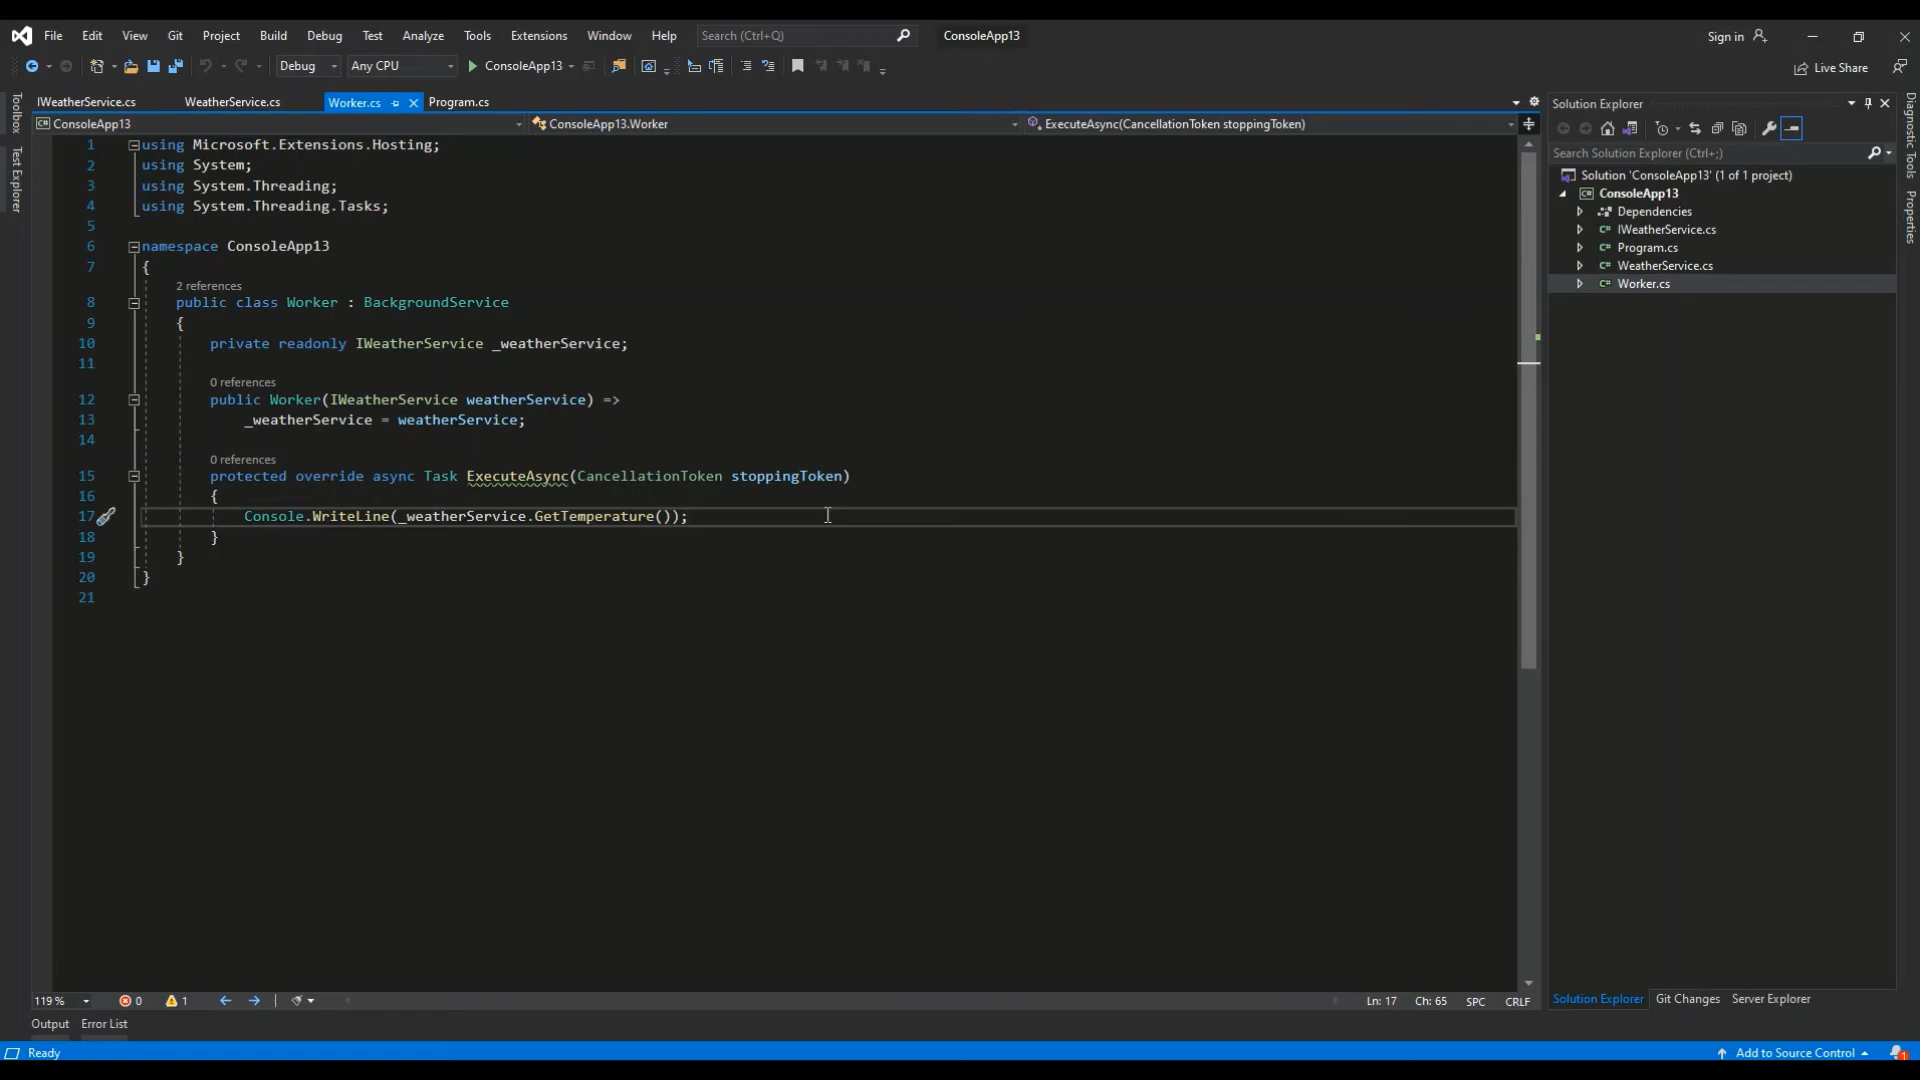 File Edit View Git Project Build Debug Test Analyze Tools Extensions Window Help Search (Ctrl+Q) ConsoleApp13 Sign in
Debug Any CPU ConsoleApp13 Live Share
Toolbox
Test Explorer
IWeatherService.cs WeatherService.cs Worker.cs Program.cs
ConsoleApp13 ConsoleApp13.Worker ExecuteAsync(CancellationToken stoppingToken)
1 using Microsoft.Extensions.Hosting;
2 using System;
3 using System.Threading;
4 using System.Threading.Tasks;
5
6 namespace ConsoleApp13
7 {
2 references
8 public class Worker : BackgroundService
9 {
10 private readonly IWeatherService _weatherService;
11
0 references
12 public Worker(IWeatherService weatherService) =>
13 _weatherService = weatherService;
14
0 references
15 protected override async Task ExecuteAsync(CancellationToken stoppingToken)
16 {
17 Console.WriteLine(_weatherService.GetTemperature());
18 }
19 }
20 }
21
119 % 0 1 Ln: 17 Ch: 65 SPC CRLF
Output Error List
Ready Add to Source Control 1
Solution Explorer
Search Solution Explorer (Ctrl+;)
Solution 'ConsoleApp13' (1 of 1 project)
ConsoleApp13
Dependencies
C# IWeatherService.cs
C# Program.cs
C# WeatherService.cs
C# Worker.cs
Solution Explorer Git Changes Server Explorer
Diagnostic Tools
Properties